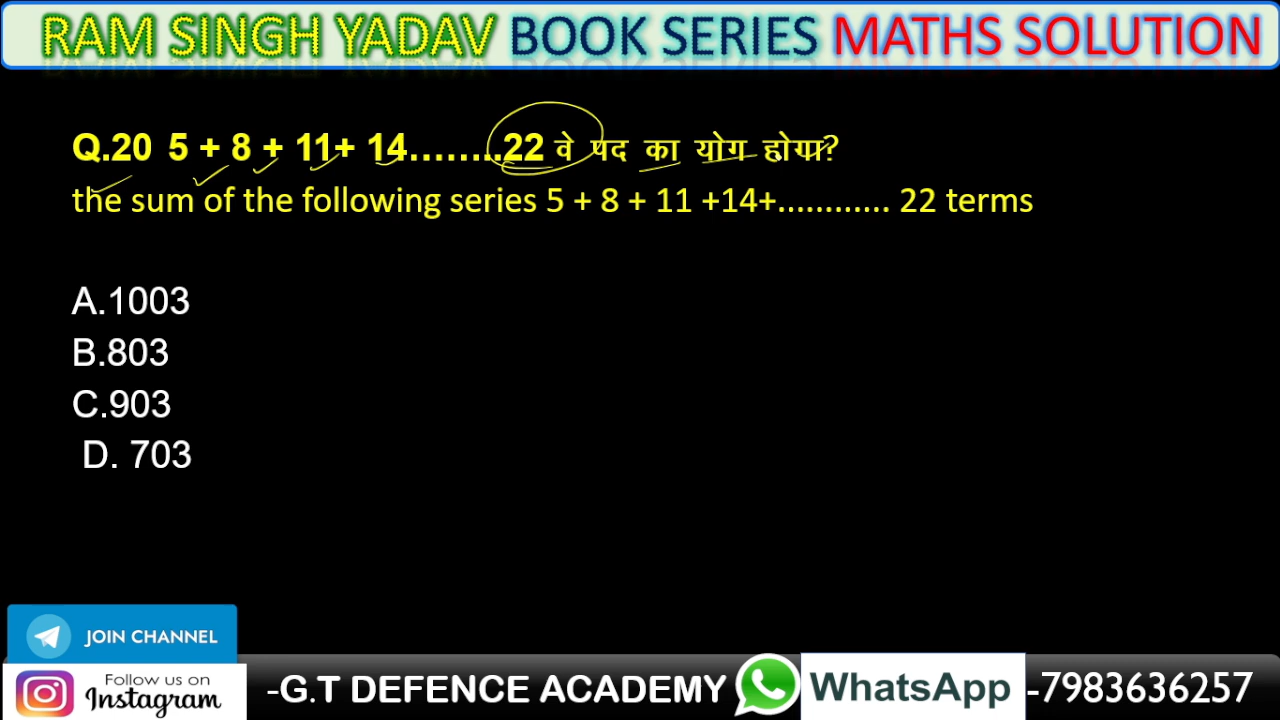 RAM SINGH YADAV BOOK SERIES MATHS SOLUTION
Q.20 5 + 8 + 11+ 14........22 वे पद का योग होगा?
the sum of the following series 5 + 8 + 11 +14+............ 22 terms
A.1003
B.803
C.903
D. 703
JOIN CHANNEL
Follow us on
Instagram
-G.T DEFENCE ACADEMY WhatsApp -7983636257